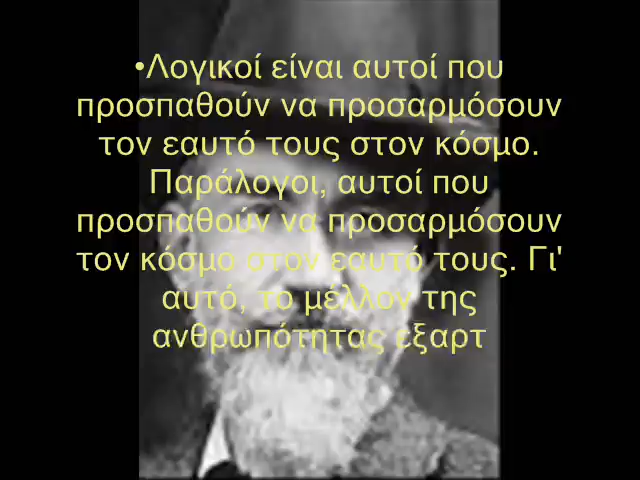 •Λογικοί είναι αυτοί που
προσπαθούν να προσαρμόσουν
τον εαυτό τους στον κόσμο.
Παράλογοι, αυτοί που
προσπαθούν να προσαρμόσουν
τον κόσμο στον εαυτό τους. Γι'
αυτό, το μέλλον της
ανθρωπότητας εξαρτ